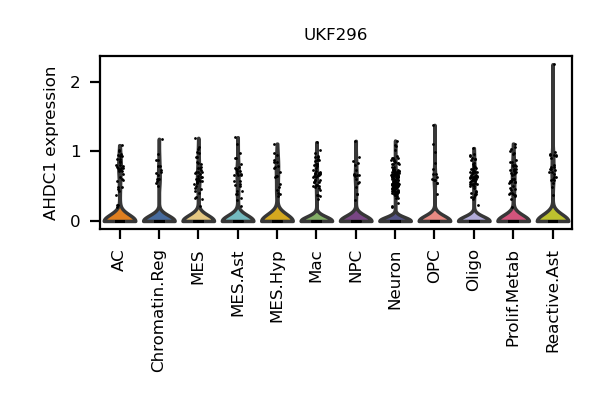 UKF296
AHDC1 expression
2
1
0
AC
Chromatin.Reg
MES
MES.Ast
MES.Hyp
Mac
NPC
Neuron
OPC
Oligo
Prolif.Metab
Reactive.Ast